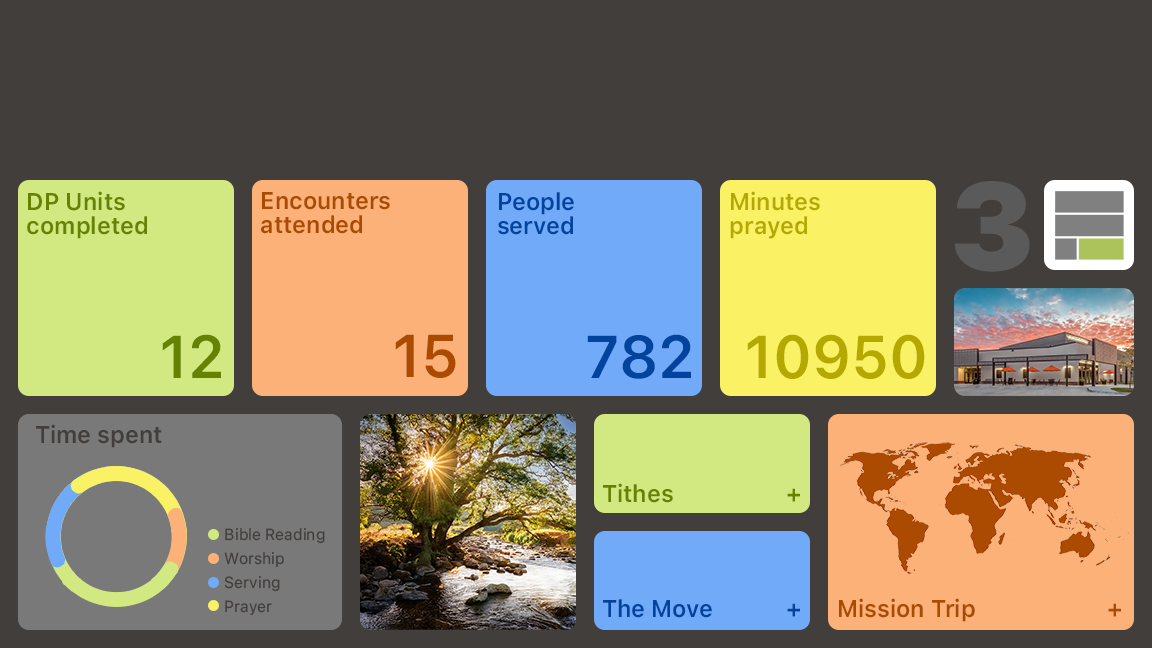 DP Units
completed
12
Encounters
attended
15
People
served
782
Minutes
prayed
10950
3
Time spent
Bible Reading
Worship
Serving
Prayer
Tithes
+
The Move
+
Mission Trip
+